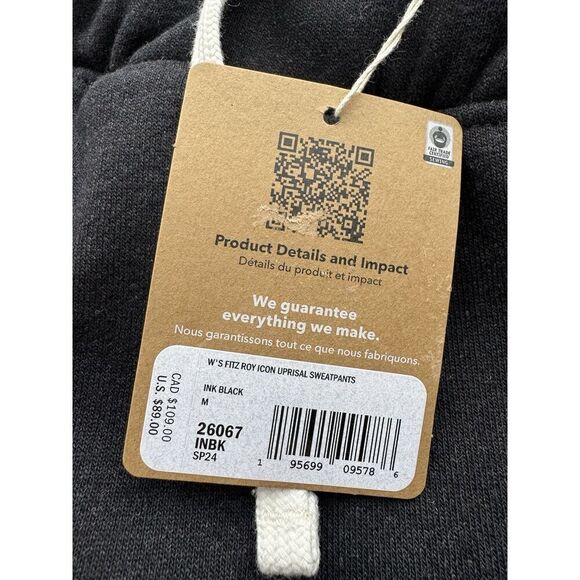 FAIR TRADE
CERTIFIED
SEWING
Product Details and Impact
Détails du produit et impact
We guarantee
everything we make.
Nous garantissons tout ce que nous fabriquons.
W'S FITZ ROY ICON UPRISAL SWEATPANTS
INK BLACK
M
26067
INBK
SP24
CAD $109.00
U.S. $89.00
1 95699 09578 6